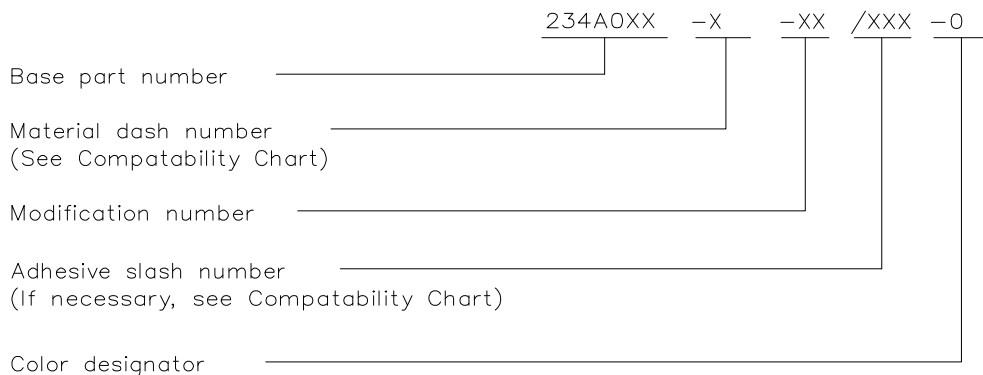 234A0XX -X -XX /XXX -0
Base part number
Material dash number
(See Compatability Chart)
Modification number
Adhesive slash number
(If necessary, see Compatability Chart)
Color designator